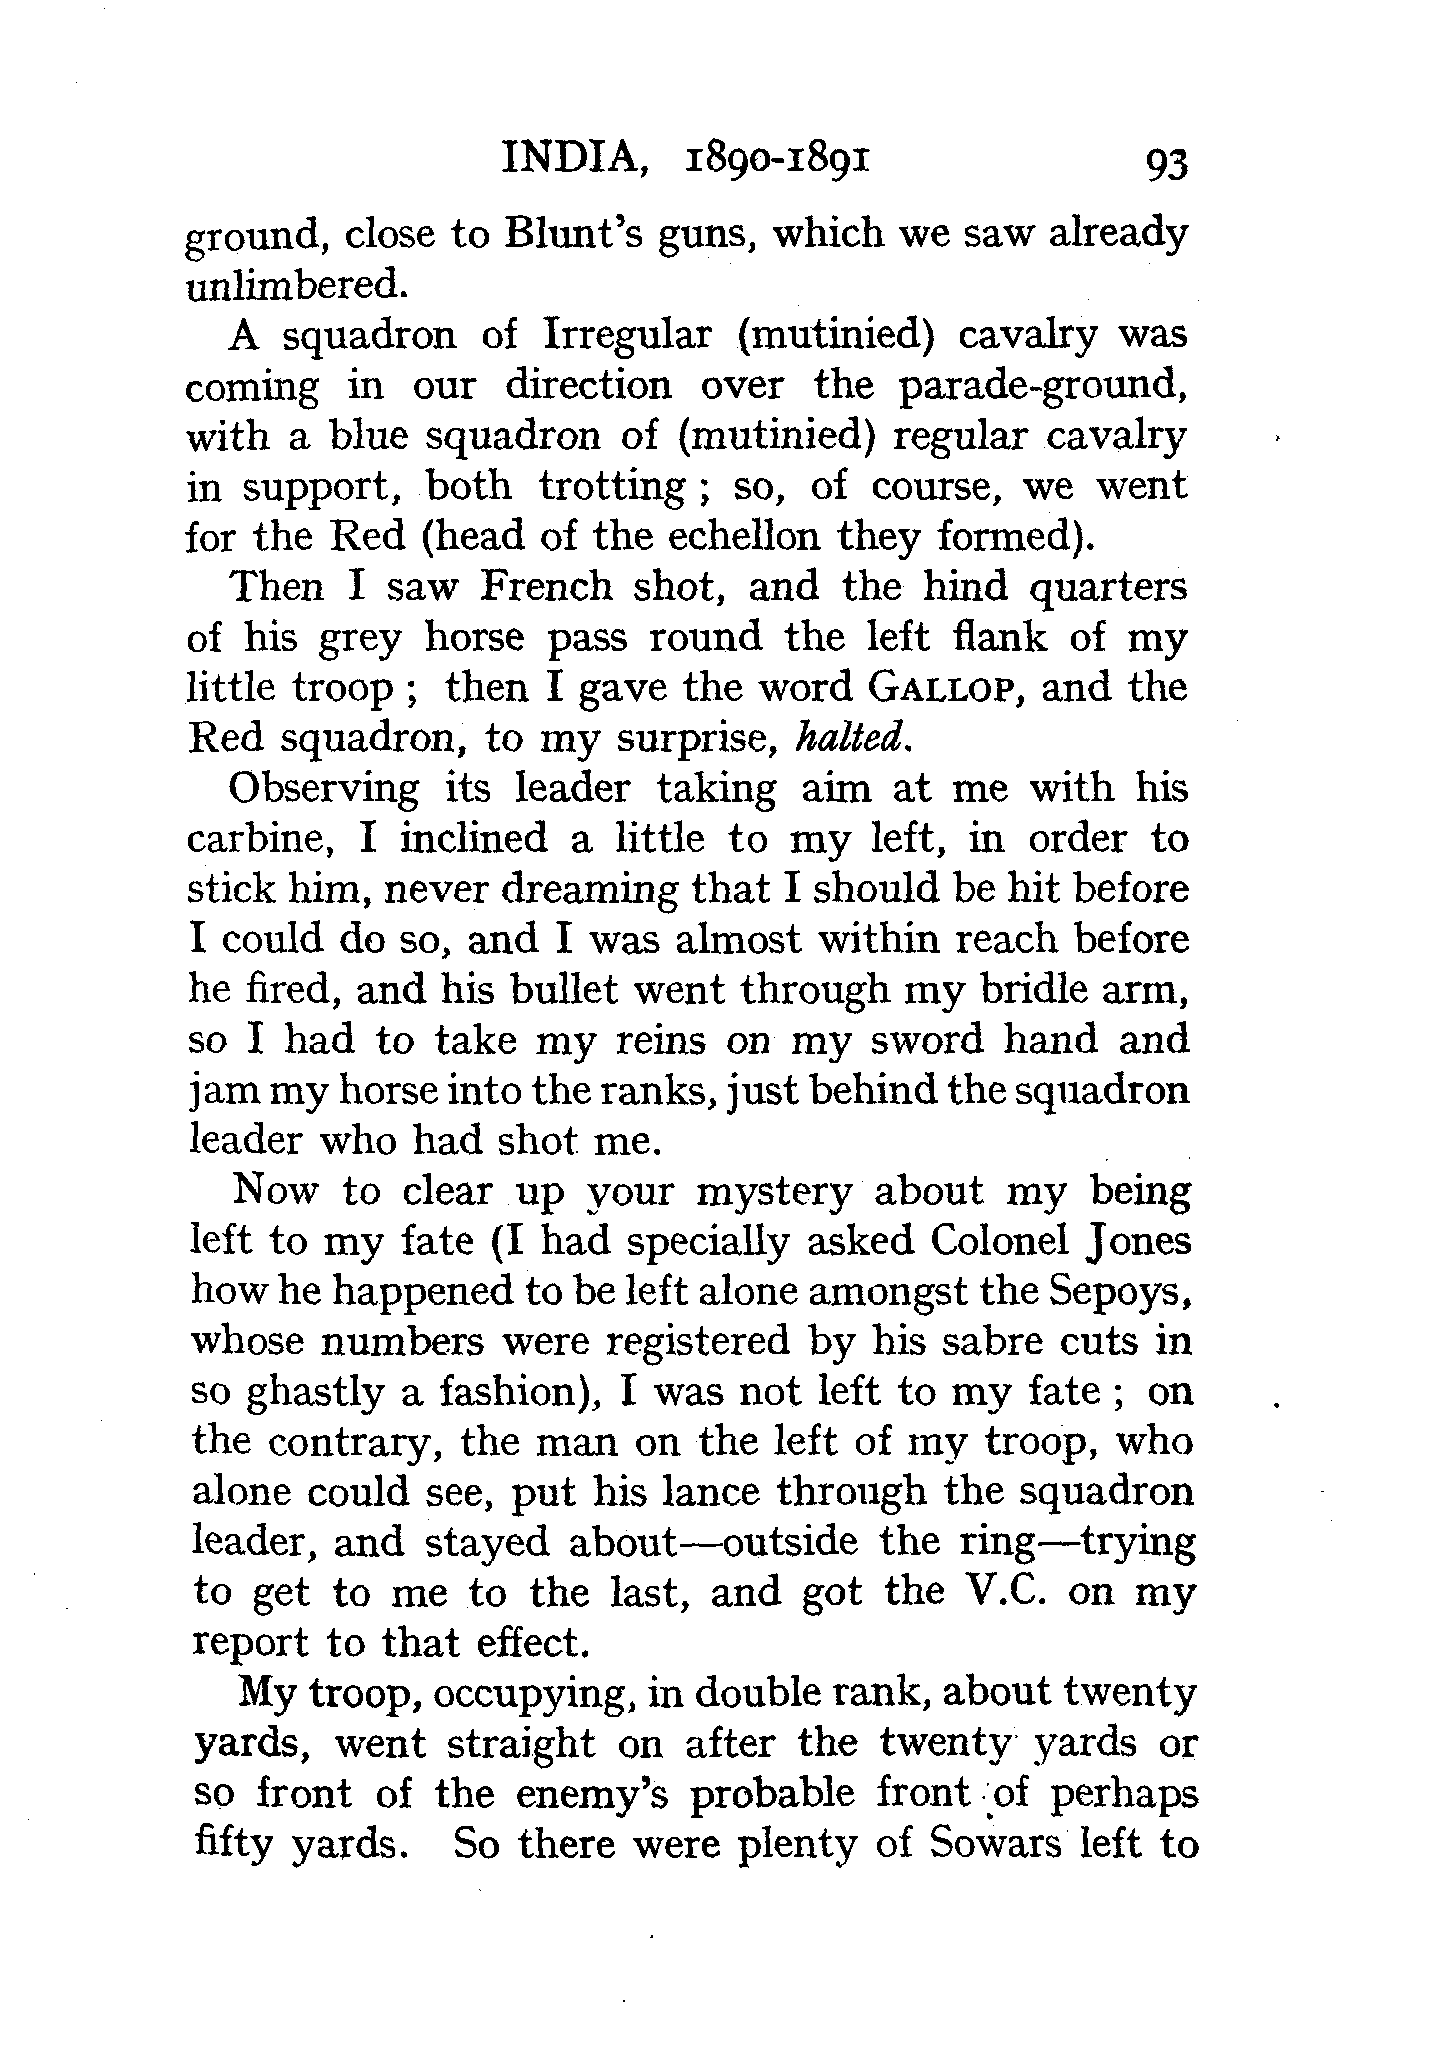 INDIA, 1890-1891 93
ground, close to Blunt's guns, which we saw already
unlimbered.
A squadron of Irregular (mutinied) cavalry was
coming in our direction over the parade-ground,
with a blue squadron of (mutinied) regular cavalry
in support, both trotting ; so, of course, we went
for the Red (head of the echellon they formed).
Then I saw French shot, and the hind quarters
of his grey horse pass round the left flank of my
little troop ; then I gave the word GALLOP, and the
Red squadron, to my surprise, halted.
Observing its leader taking aim at me with his
carbine, I inclined a little to my left, in order to
stick him, never dreaming that I should be hit before
I could do so, and I was almost within reach before
he fired, and his bullet went through my bridle arm,
so I had to take my reins on my sword hand and
jam my horse into the ranks, just behind the squadron
leader who had shot me.
Now to clear up your mystery about my being
left to my fate (I had specially asked Colonel Jones
how he happened to be left alone amongst the Sepoys,
whose numbers were registered by his sabre cuts in
so ghastly a fashion), I was not left to my fate ; on
the contrary, the man on the left of my troop, who
alone could see, put his lance through the squadron
leader, and stayed about—outside the ring—trying
to get to me to the last, and got the V.C. on my
report to that effect.
My troop, occupying, in double rank, about twenty
yards, went straight on after the twenty yards or
so front of the enemy's probable front of perhaps
fifty yards. So there were plenty of Sowars left to